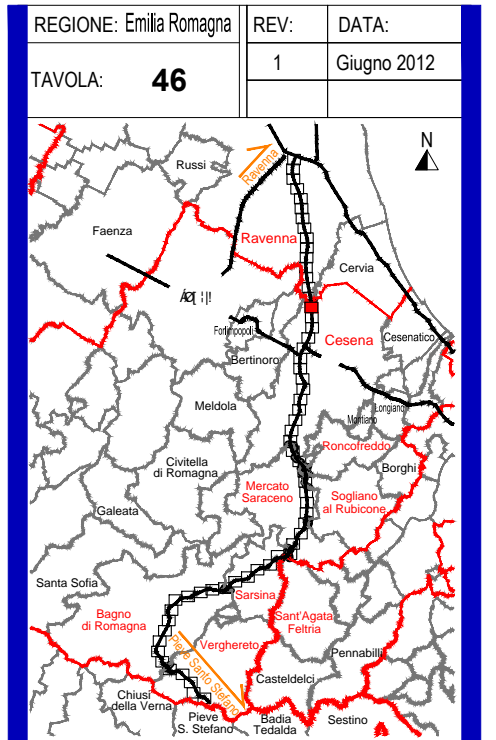 REGIONE: Emilia Romagna
REV:
DATA:
TAVOLA: 46
1
Giugno 2012
N
Russi
Ravenna
Faenza
Ravenna
Cervia
Forlimpopoli
Cesena
Cesenatico
Bertinoro
Meldola
Longiano
Montiano
Roncofreddo
Civitella
di Romagna
Borghi
Mercato
Saraceno
Sogliano
al Rubicone
Galeata
Santa Sofia
Sarsina
Bagno
di Romagna
Sant'Agata
Feltria
Verghereto
Pennabilli
Pieve Santo Stefano
Casteldelci
Chiusi
della Verna
Pieve
S. Stefano
Badia
Tedalda
Sestino